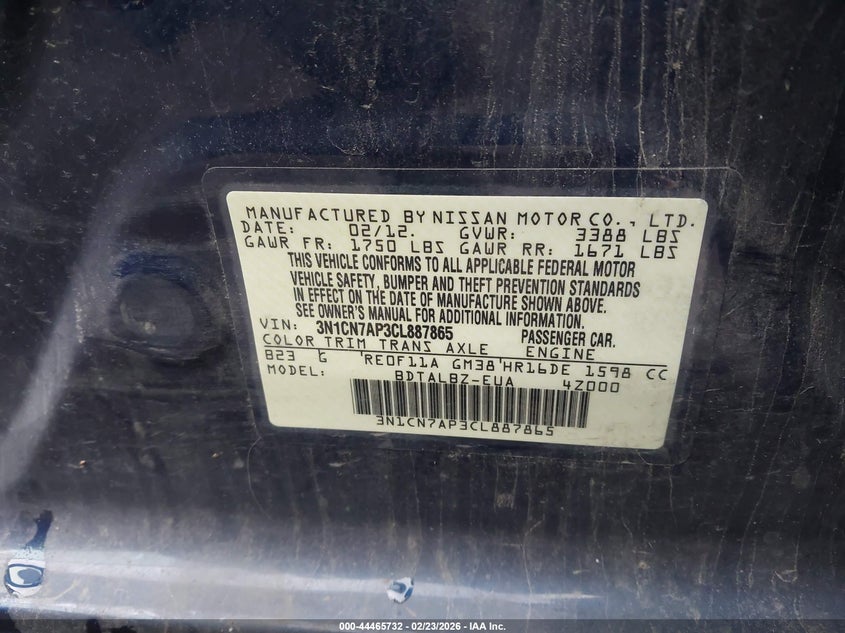 MANUFACTURED BY NISSAN MOTOR CO., LTD.
DATE: 02/12. GVWR: 3388 LBS
GAWR FR: 1750 LBS GAWR RR: 1671 LBS
THIS VEHICLE CONFORMS TO ALL APPLICABLE FEDERAL MOTOR
VEHICLE SAFETY, BUMPER AND THEFT PREVENTION STANDARDS
IN EFFECT ON THE DATE OF MANUFACTURE SHOWN ABOVE.
SEE OWNER'S MANUAL FOR ADDITIONAL INFORMATION.
VIN: 3N1CN7AP3CL887865 PASSENGER CAR.
COLOR TRIM TRANS AXLE ENGINE
B23 G RE0F11A GM38 HR16DE 1598 CC
MODEL: BDTALBZ-EUA 4Z000
3N1CN7AP3CL887865
000-44465732 - 02/23/2026 - IAA Inc.